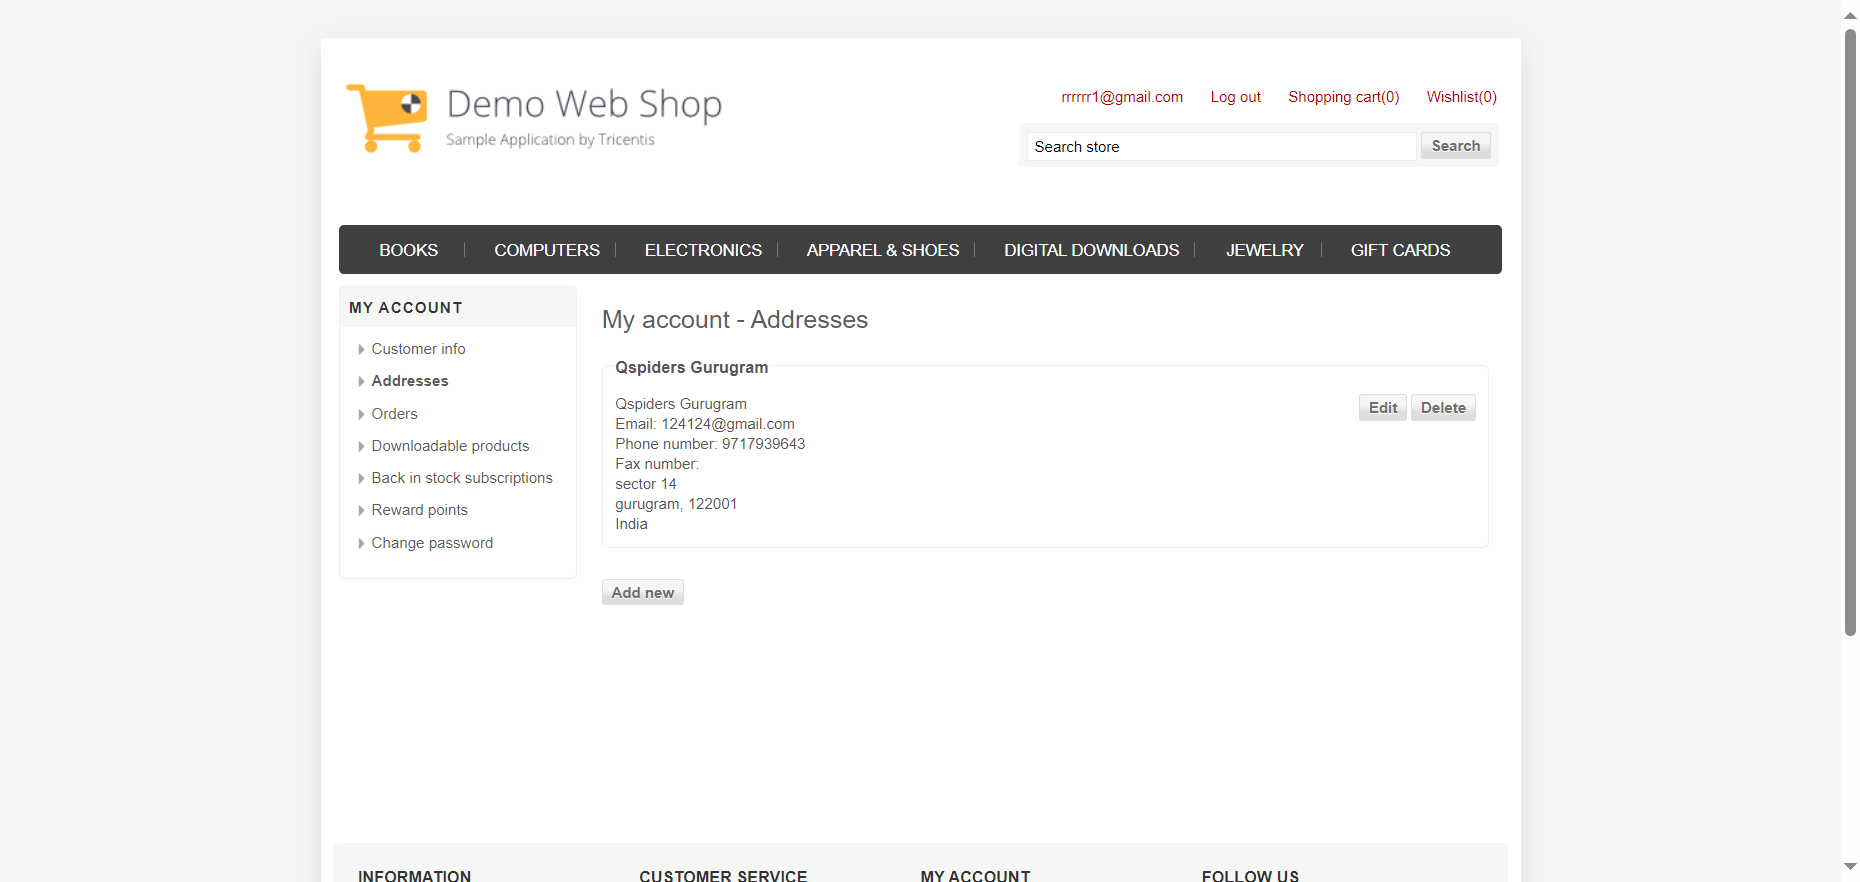 Demo Web Shop
Sample Application by Tricentis
rrrrrr1@gmail.com Log out Shopping cart(0) Wishlist(0)
Search store Search
BOOKS COMPUTERS ELECTRONICS APPAREL & SHOES DIGITAL DOWNLOADS JEWELRY GIFT CARDS
MY ACCOUNT
Customer info
Addresses
Orders
Downloadable products
Back in stock subscriptions
Reward points
Change password
My account - Addresses
Qspiders Gurugram
Qspiders Gurugram
Email: 124124@gmail.com
Phone number: 9717939643
Fax number:
sector 14
gurugram, 122001
India
Edit Delete
Add new
INFORMATION CUSTOMER SERVICE MY ACCOUNT FOLLOW US